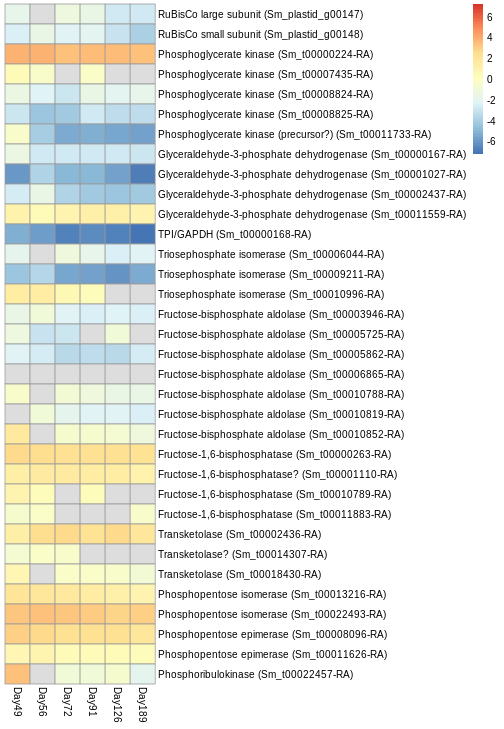 RuBisCo large subunit (Sm_plastid_g00147)
RuBisCo small subunit (Sm_plastid_g00148)
Phosphoglycerate kinase (Sm_t00000224-RA)
Phosphoglycerate kinase (Sm_t00007435-RA)
Phosphoglycerate kinase (Sm_t00008824-RA)
Phosphoglycerate kinase (Sm_t00008825-RA)
Phosphoglycerate kinase (precursor?) (Sm_t00011733-RA)
Glyceraldehyde-3-phosphate dehydrogenase (Sm_t00000167-RA)
Glyceraldehyde-3-phosphate dehydrogenase (Sm_t00001027-RA)
Glyceraldehyde-3-phosphate dehydrogenase (Sm_t00002437-RA)
Glyceraldehyde-3-phosphate dehydrogenase (Sm_t00011559-RA)
TPI/GAPDH (Sm_t00000168-RA)
Triosephosphate isomerase (Sm_t00006044-RA)
Triosephosphate isomerase (Sm_t00009211-RA)
Triosephosphate isomerase (Sm_t00010996-RA)
Fructose-bisphosphate aldolase (Sm_t00003946-RA)
Fructose-bisphosphate aldolase (Sm_t00005725-RA)
Fructose-bisphosphate aldolase (Sm_t00005862-RA)
Fructose-bisphosphate aldolase (Sm_t00006865-RA)
Fructose-bisphosphate aldolase (Sm_t00010788-RA)
Fructose-bisphosphate aldolase (Sm_t00010819-RA)
Fructose-bisphosphate aldolase (Sm_t00010852-RA)
Fructose-1,6-bisphosphatase (Sm_t00000263-RA)
Fructose-1,6-bisphosphatase? (Sm_t00001110-RA)
Fructose-1,6-bisphosphatase (Sm_t00010789-RA)
Fructose-1,6-bisphosphatase (Sm_t00011883-RA)
Transketolase (Sm_t00002436-RA)
Transketolase? (Sm_t00014307-RA)
Transketolase (Sm_t00018430-RA)
Phosphopentose isomerase (Sm_t00013216-RA)
Phosphopentose isomerase (Sm_t00022493-RA)
Phosphopentose epimerase (Sm_t00008096-RA)
Phosphopentose epimerase (Sm_t00011626-RA)
Phosphoribulokinase (Sm_t00022457-RA)
Day49
Day56
Day72
Day91
Day126
Day189
6
4
2
0
-2
-4
-6